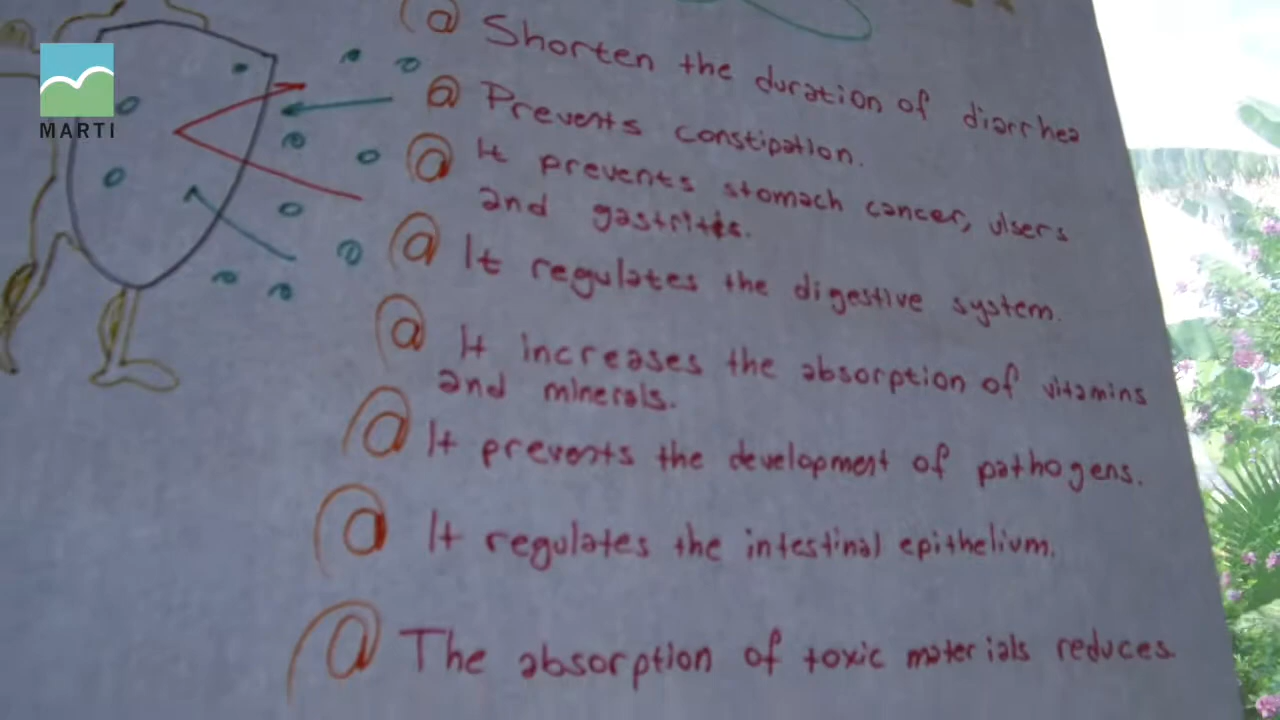 MARTI
@ Shorten the duration of diarrhea
@ Prevents constipation.
@ It prevents stomach cancer, ulsers
and gastrites.
@ It regulates the digestive system.
@ It increases the absorption of vitamins
and minerals.
@ It prevents the development of pathogens.
@ It regulates the intestinal epithelium.
@ The absorption of toxic materials reduces.